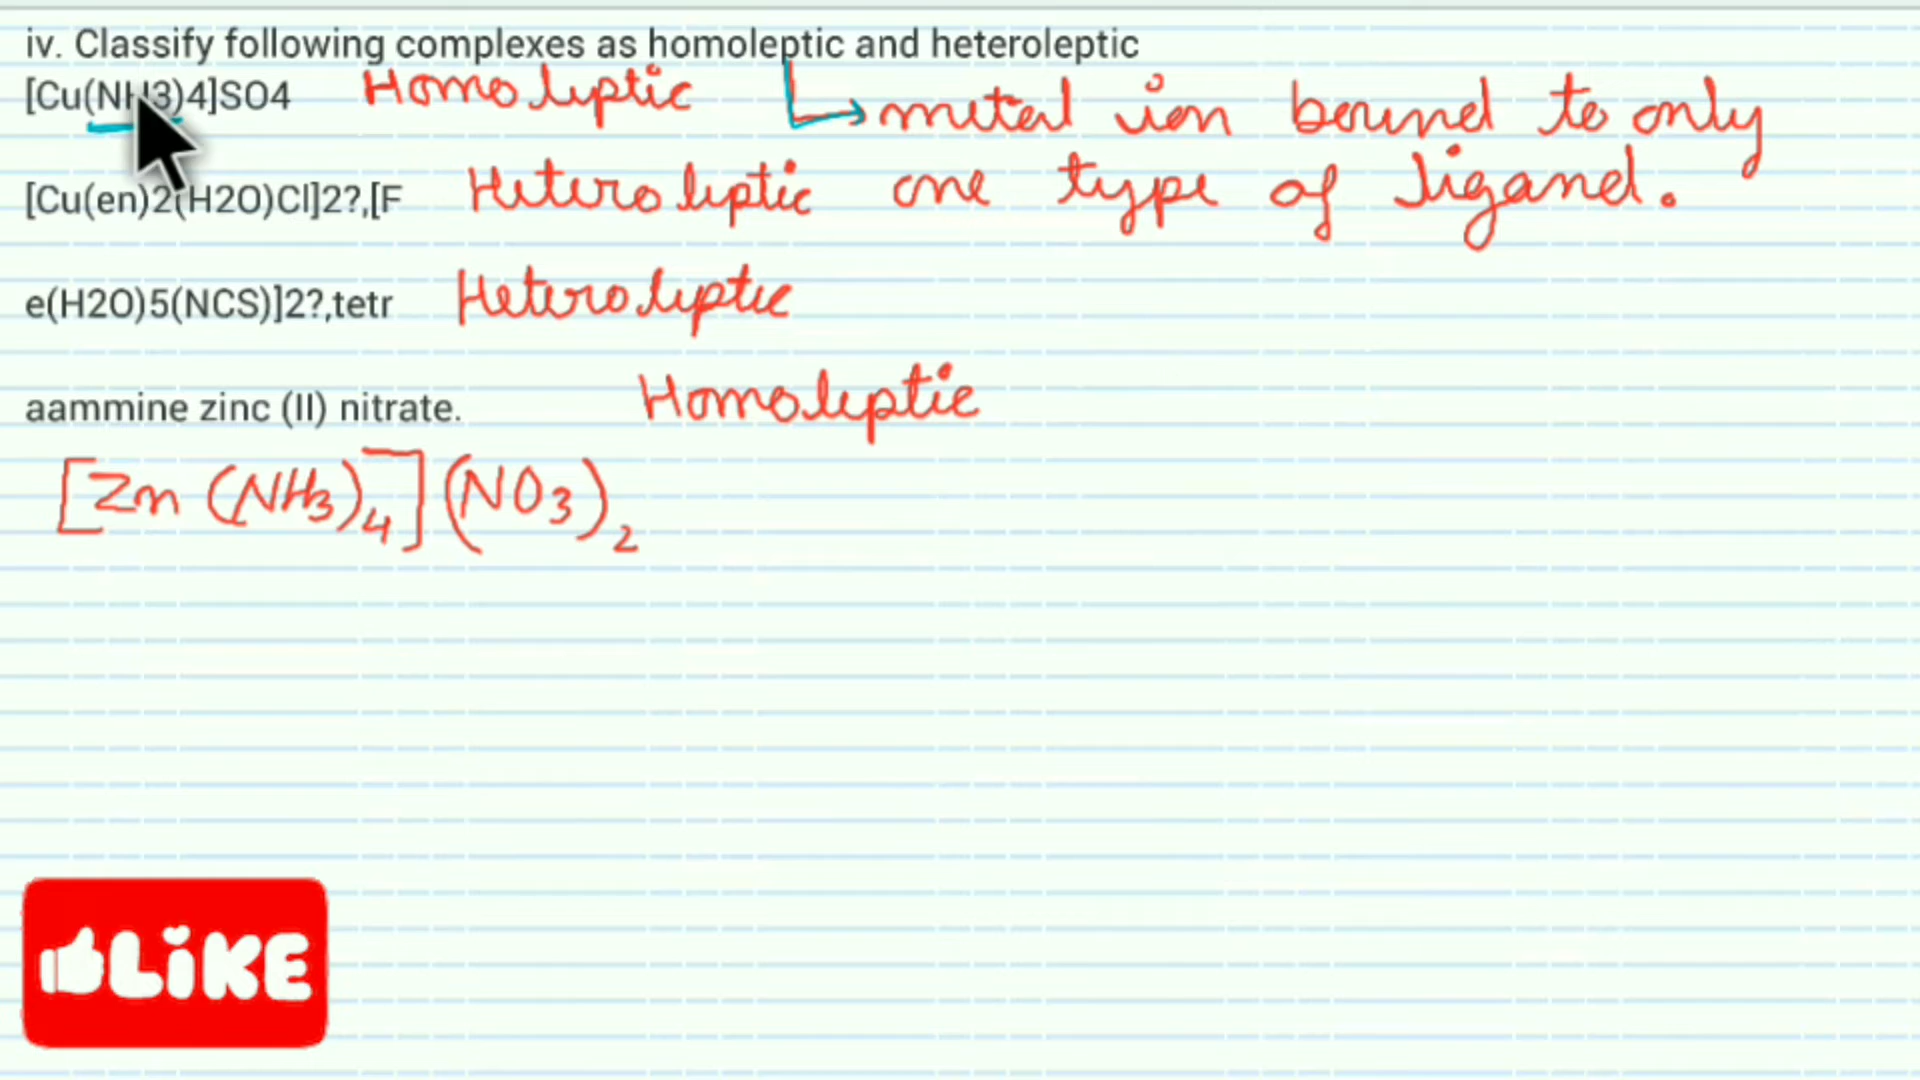 iv. Classify following complexes as homoleptic and heteroleptic
[Cu(NH3)4]SO4 Homoleptic metal ion bound to only
[Cu(en)2(H2O)Cl]2?,[F Heteroleptic one type of ligand.
e(H2O)5(NCS)]2?,tetr Heteroleptic
aammine zinc (II) nitrate. Homoleptic
[Zn (NH3)4] (NO3)2
LiKE